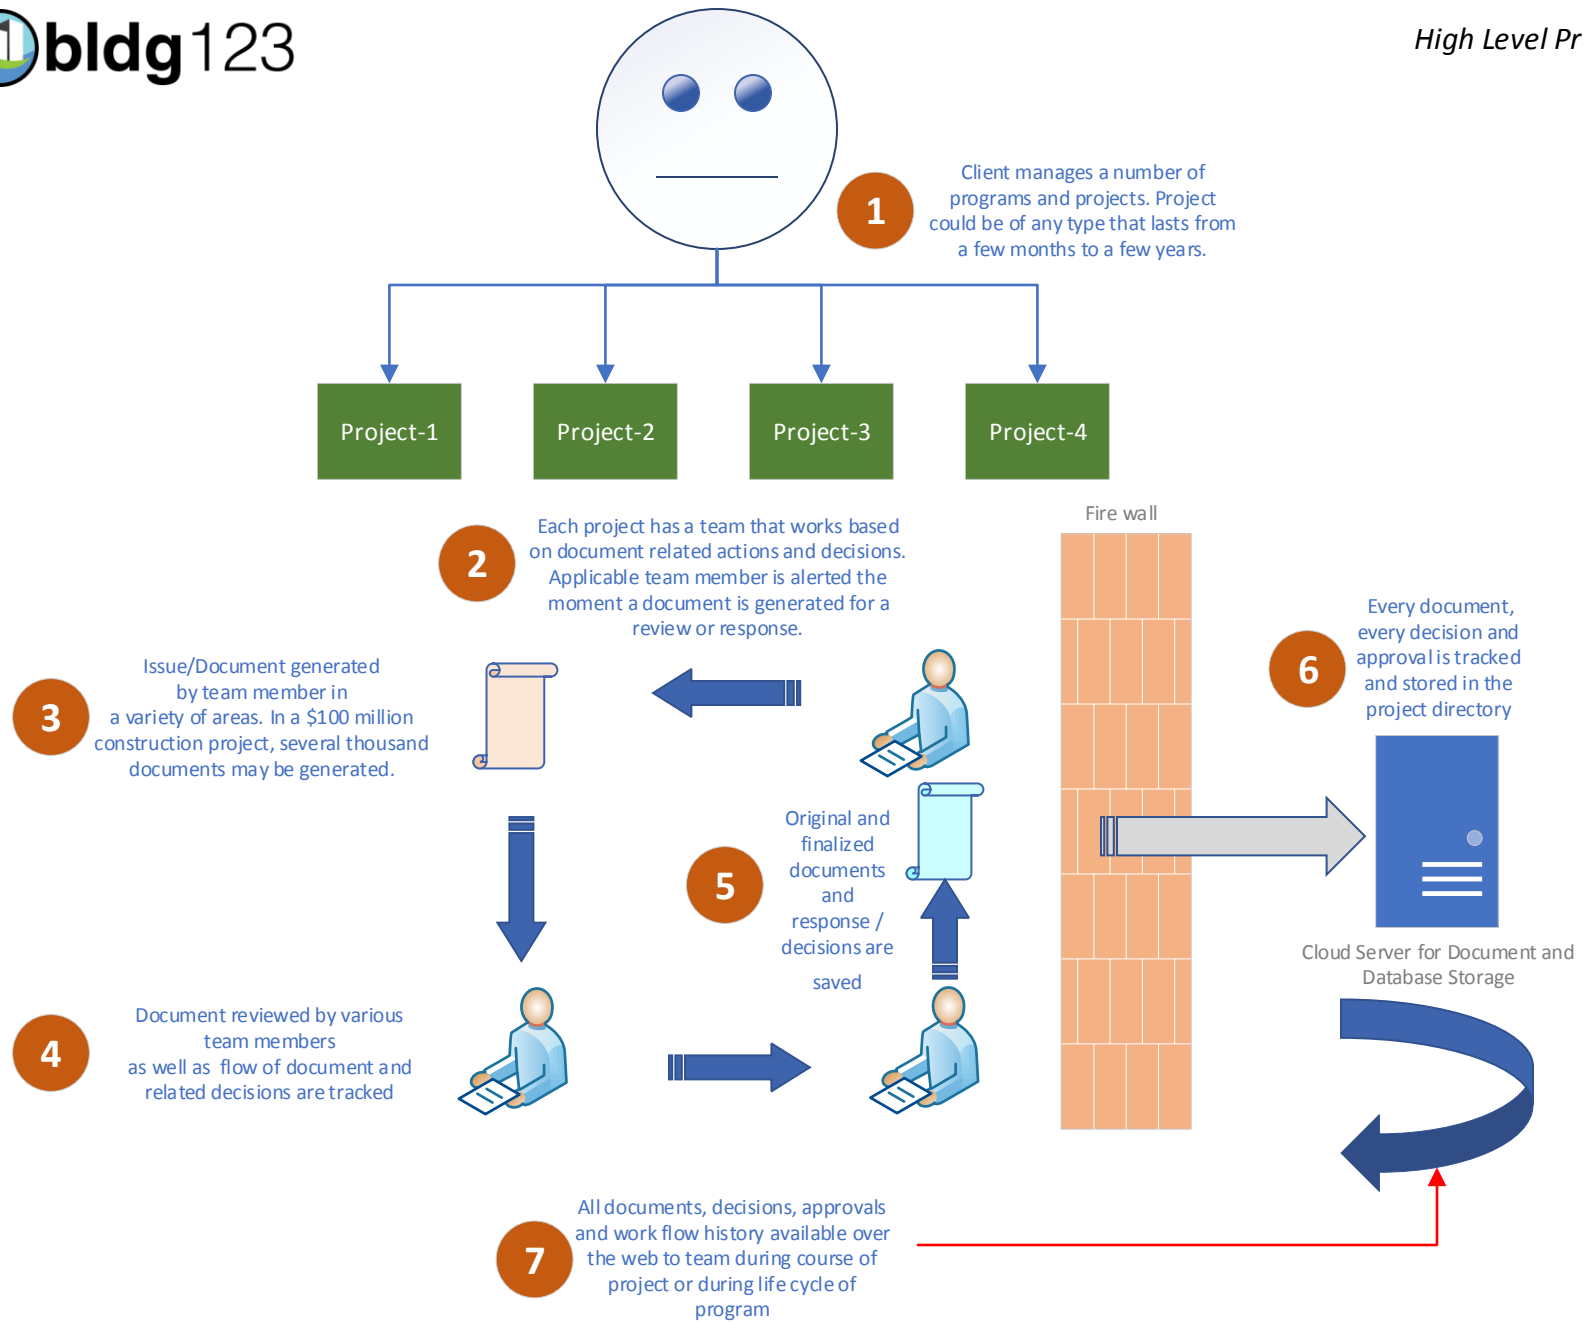 bldg123
High Level Pr
1
Client manages a number of
programs and projects. Project
could be of any type that lasts from
a few months to a few years.
Project-1
Project-2
Project-3
Project-4
2
Each project has a team that works based
on document related actions and decisions.
Applicable team member is alerted the
moment a document is generated for a
review or response.
Fire wall
3
Issue/Document generated
by team member in
a variety of areas. In a $100 million
construction project, several thousand
documents may be generated.
6
Every document,
every decision and
approval is tracked
and stored in the
project directory
5
Original and
finalized
documents
and
response /
decisions are
saved
Cloud Server for Document and
Database Storage
4
Document reviewed by various
team members
as well as flow of document and
related decisions are tracked
7
All documents, decisions, approvals
and work flow history available over
the web to team during course of
project or during life cycle of
program